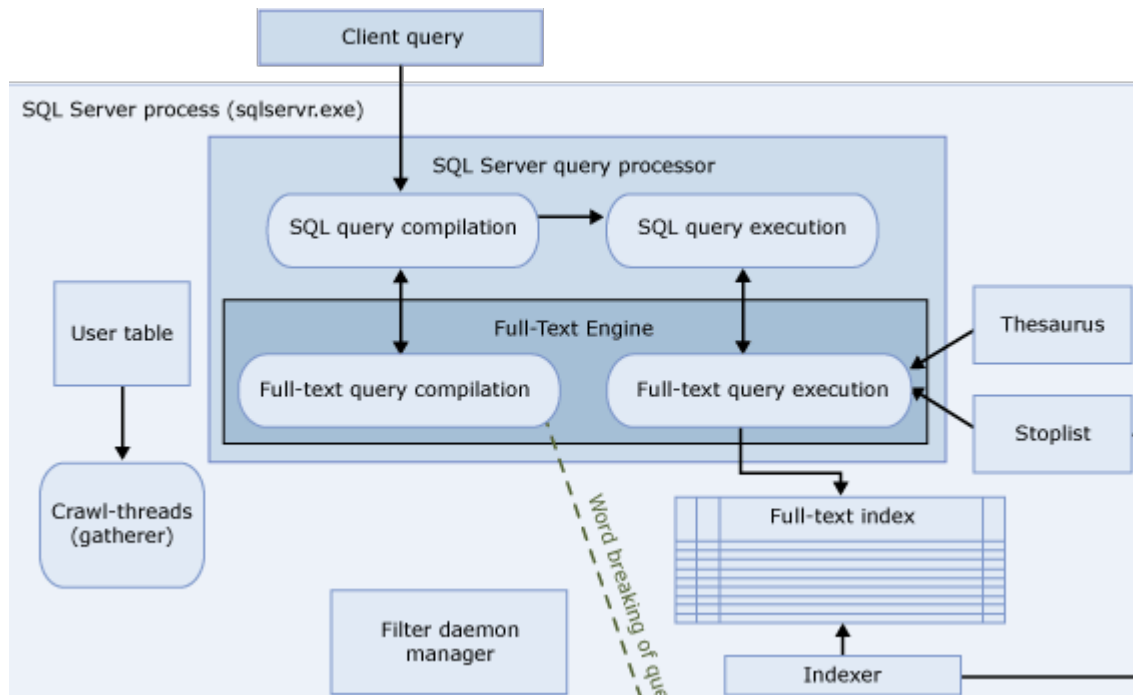 Client query
SQL Server process (sqlservr.exe)
SQL Server query processor
SQL query compilation
SQL query execution
User table
Full-Text Engine
Thesaurus
Full-text query compilation
Full-text query execution
Stoplist
Crawl-threads
(gatherer)
Full-text index
Word breaking of
Filter daemon
manager
Indexer